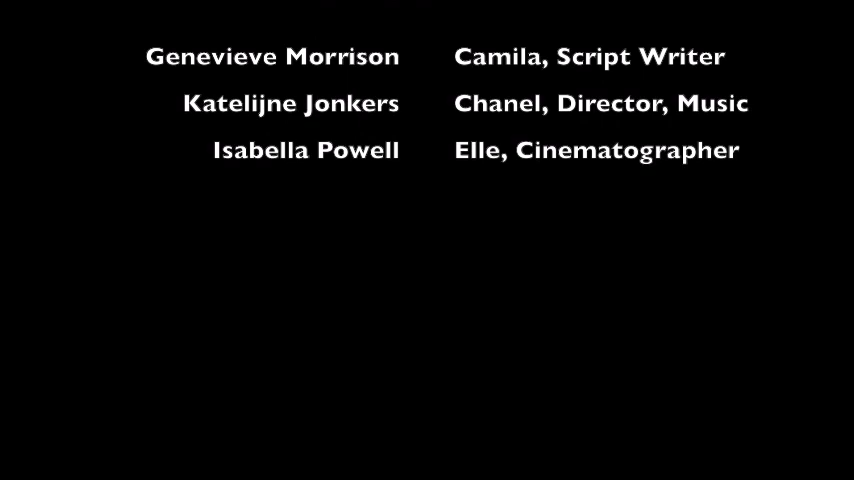 Genevieve Morrison Camila, Script Writer
Katelijne Jonkers Chanel, Director, Music
Isabella Powell Elle, Cinematographer